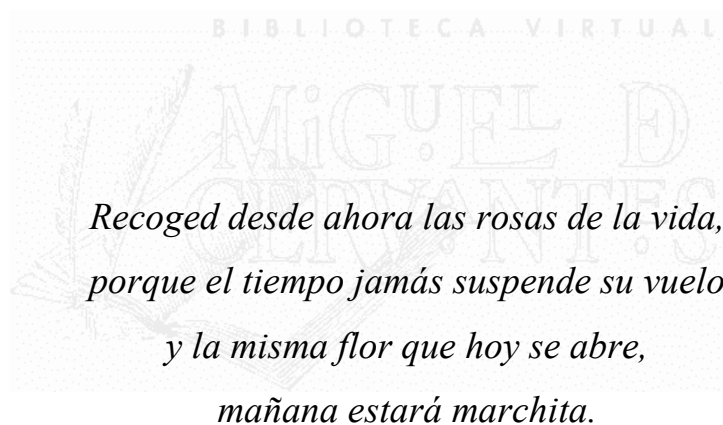 BIBLIOTECA VIRTUAL
MiGUEL D
CERVANTES
Recoged desde ahora las rosas de la vida,
porque el tiempo jamás suspende su vuelo
y la misma flor que hoy se abre,
mañana estará marchita.